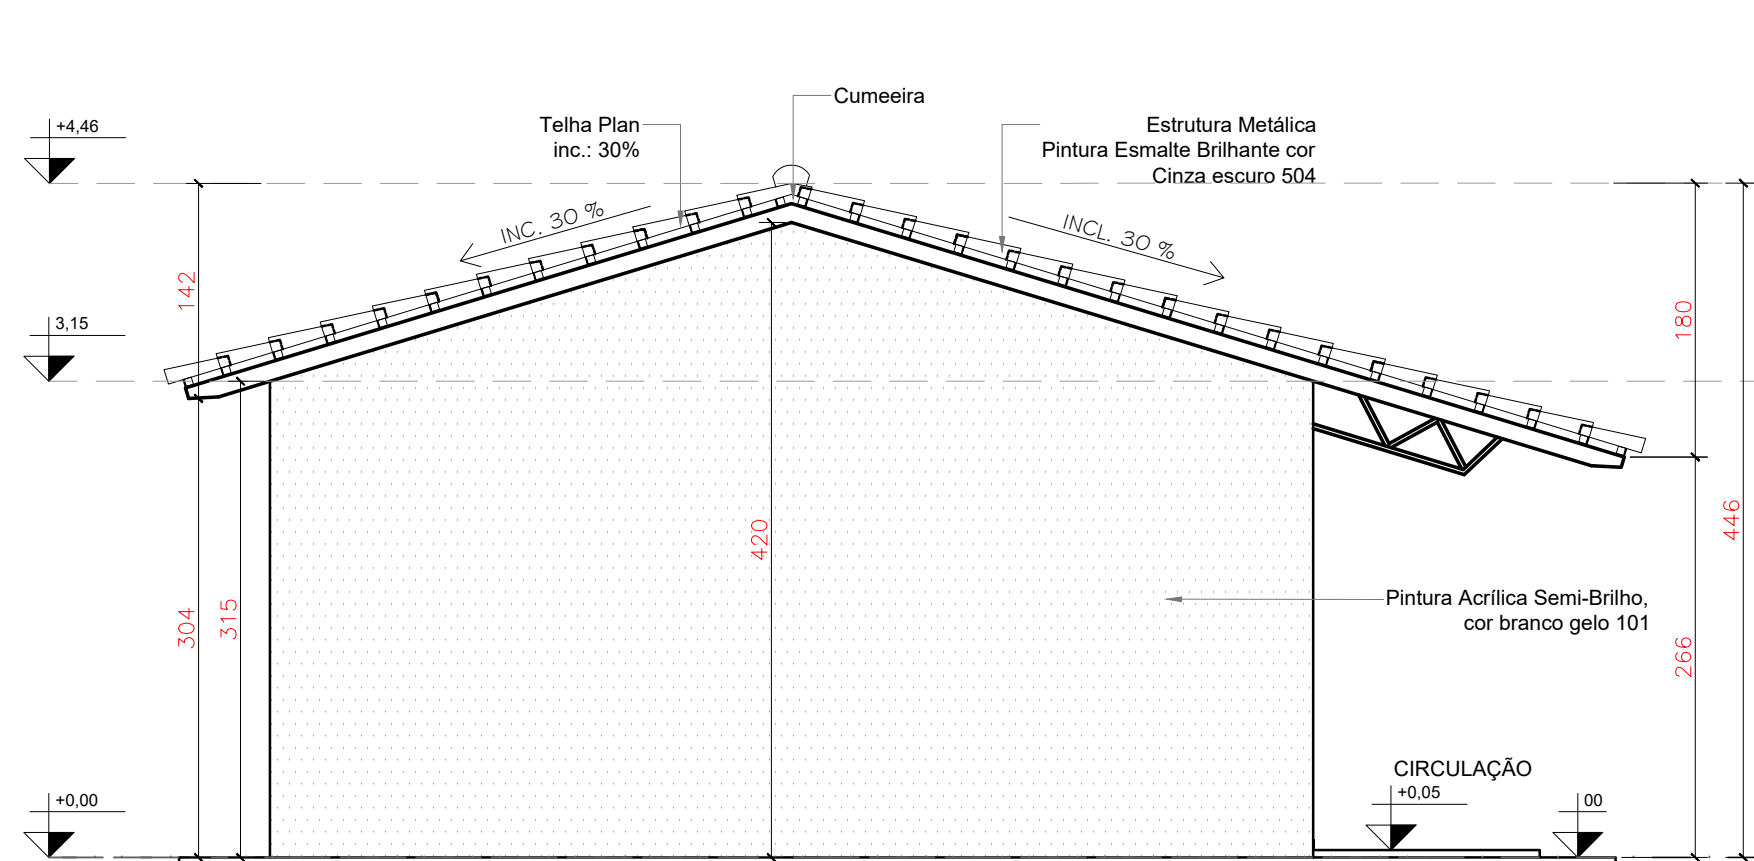 Cumeeira
+4,46
Telha Plan
inc.: 30%
Estrutura Metálica
Pintura Esmalte Brilhante cor
Cinza escuro 504
INC. 30 %
INCL. 30 %
142
180
3,15
446
420
304
315
Pintura Acrílica Semi-Brilho,
cor branco gelo 101
266
CIRCULAÇÃO
+0,00
+0,05
00